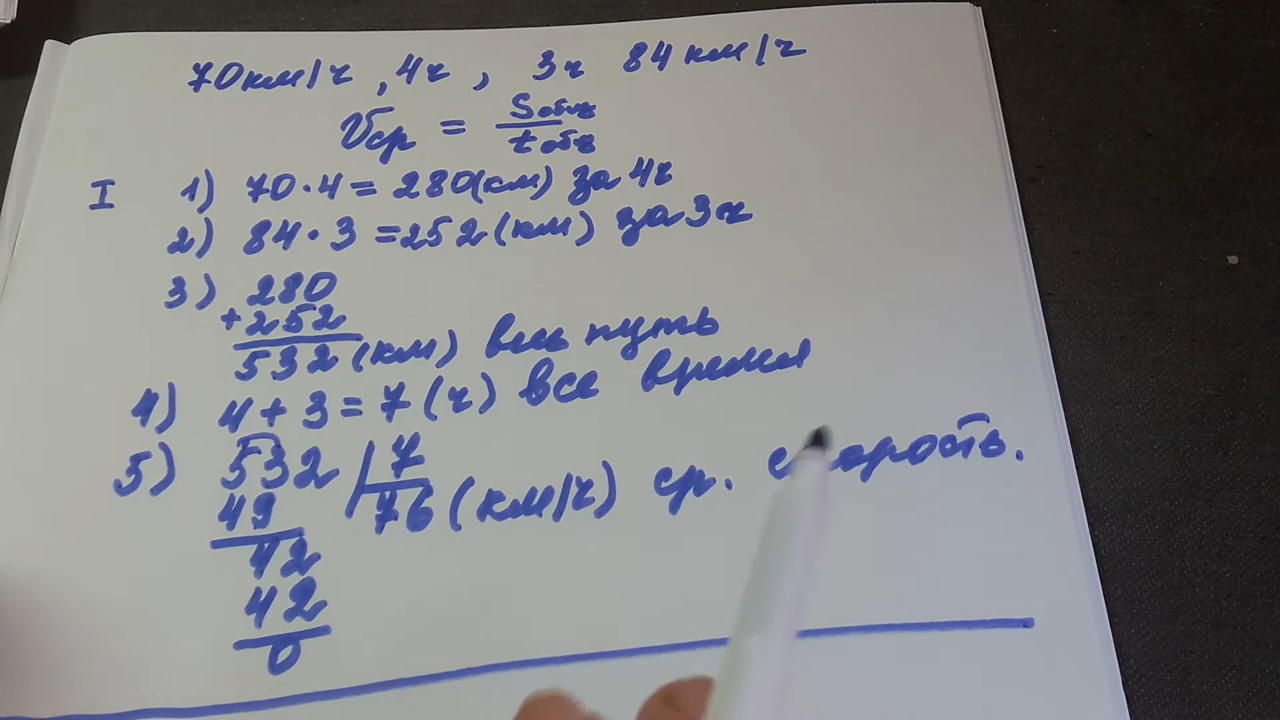 70км/ч, 4ч, 3ч 84км/ч
Vср = Sобщ/tобщ
I 1) 70·4=280(км) за 4ч
2) 84·3=252(км) за 3ч
3) 280
+252
532(км) весь путь
4) 4+3=7(ч) все время
5) 532 | 7
49 76(км/ч) ср. скорость.
42
42
0